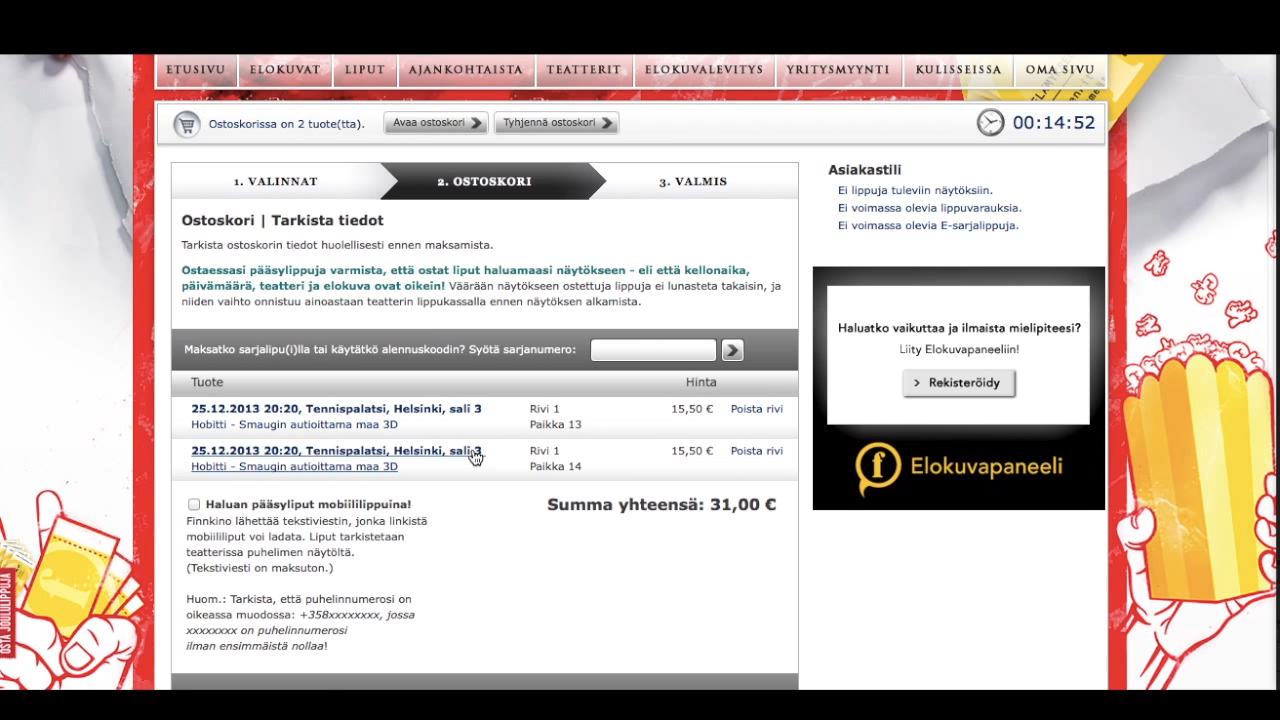 ETUSIVU ELOKUVAT LIPUT AJANKOHTAISTA TEATTERIT ELOKUVALEVITYS YRITYSMYYNTI KULISSEISSA OMA SIVU
Ostoskorissa on 2 tuote(tta). Avaa ostoskori Tyhjennä ostoskori 00:14:52
1. VALINNAT 2. OSTOSKORI 3. VALMIS
Ostoskori | Tarkista tiedot
Tarkista ostoskorin tiedot huolellisesti ennen maksamista.
Ostaessasi pääsylippuja varmista, että ostat liput haluamaasi näytökseen - eli että kellonaika,
päivämäärä, teatteri ja elokuva ovat oikein! Väärään näytökseen ostettuja lippuja ei lunasteta takaisin, ja
niiden vaihto onnistuu ainoastaan teatterin lippukassalla ennen näytöksen alkamista.
Maksatko sarjalipu(i)lla tai käytätkö alennuskoodin? Syötä sarjanumero:
Tuote Hinta
25.12.2013 20:20, Tennispalatsi, Helsinki, sali 3 Rivi 1 15,50 € Poista rivi
Hobitti - Smaugin autioittama maa 3D Paikka 13
25.12.2013 20:20, Tennispalatsi, Helsinki, sali 3 Rivi 1 15,50 € Poista rivi
Hobitti - Smaugin autioittama maa 3D Paikka 14
Haluan pääsyliput mobiililippuina! Summa yhteensä: 31,00 €
Finnkino lähettää tekstiviestin, jonka linkistä
mobiililiput voi ladata. Liput tarkistetaan
teatterissa puhelimen näytöltä.
(Tekstiviesti on maksuton.)
Huom.: Tarkista, että puhelinnumerosi on
oikeassa muodossa: +358xxxxxxxx, jossa
xxxxxxxx on puhelinnumerosi
ilman ensimmäistä nollaa!
Asiakastili
Ei lippuja tuleviin näytöksiin.
Ei voimassa olevia lippuvarauksia.
Ei voimassa olevia E-sarjalippuja.
Haluatko vaikuttaa ja ilmaista mielipiteesi?
Liity Elokuvapaneeliin!
> Rekisteröidy
Elokuvapaneeli
OSTA JOULULIPPUJA